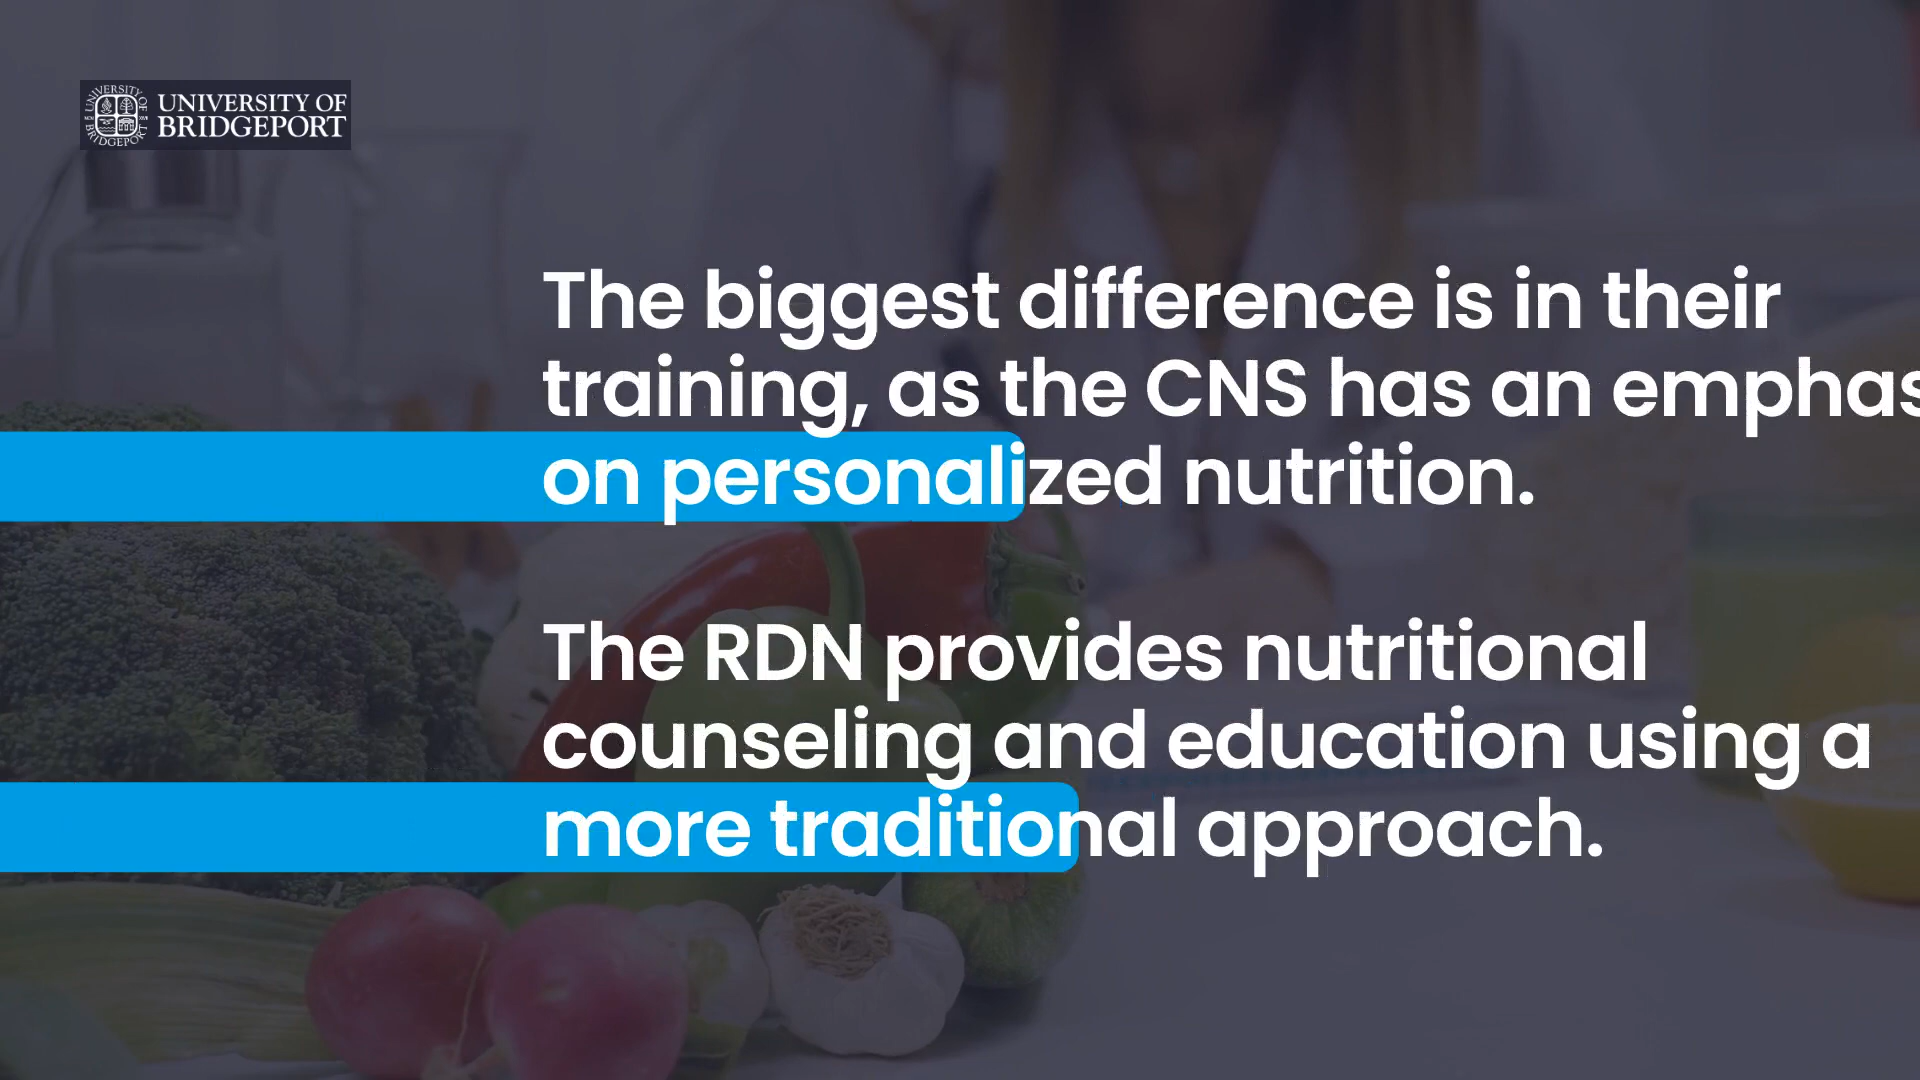 UNIVERSITY OF
BRIDGEPORT
The biggest difference is in their
training, as the CNS has an emphas
on personalized nutrition.
The RDN provides nutritional
counseling and education using a
more traditional approach.